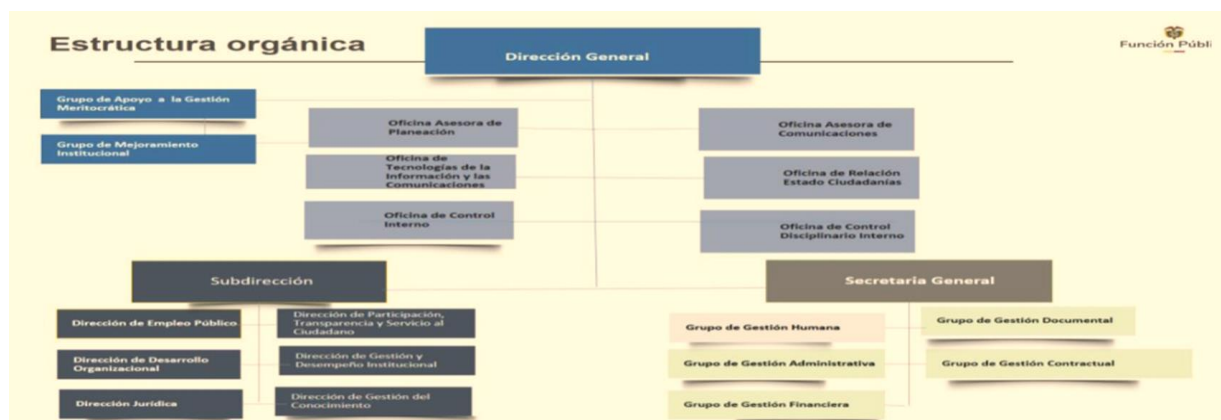 Estructura orgánica
Función Públi
Dirección General
Grupo de Apoyo a la Gestión
Meritocrática
Grupo de Mejoramiento
Institucional
Oficina Asesora de
Planeación
Oficina Asesora de
Comunicaciones
Oficina de
Tecnologías de la
Información y las
Comunicaciones
Oficina de Relación
Estado Ciudadanías
Oficina de Control
Interno
Oficina de Control
Disciplinario Interno
Subdirección
Secretaria General
Dirección de Empleo Público
Dirección de Participación,
Transparencia y Servicio al
Ciudadano
Dirección de Desarrollo
Organizacional
Dirección de Gestión y
Desempeño Institucional
Dirección Jurídica
Dirección de Gestión del
Conocimiento
Grupo de Gestión Humana
Grupo de Gestión Documental
Grupo de Gestión Administrativa
Grupo de Gestión Contractual
Grupo de Gestión Financiera